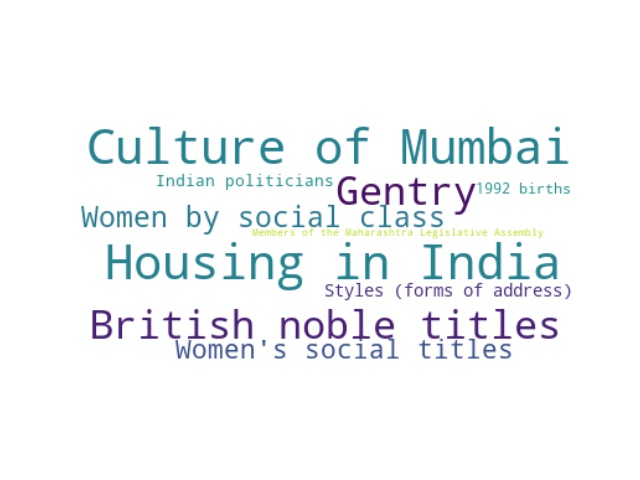 Culture of Mumbai
Indian politicians
Gentry
1992 births
Women by social class
Members of the Maharashtra Legislative Assembly
Housing in India
Styles (forms of address)
British noble titles
Women's social titles